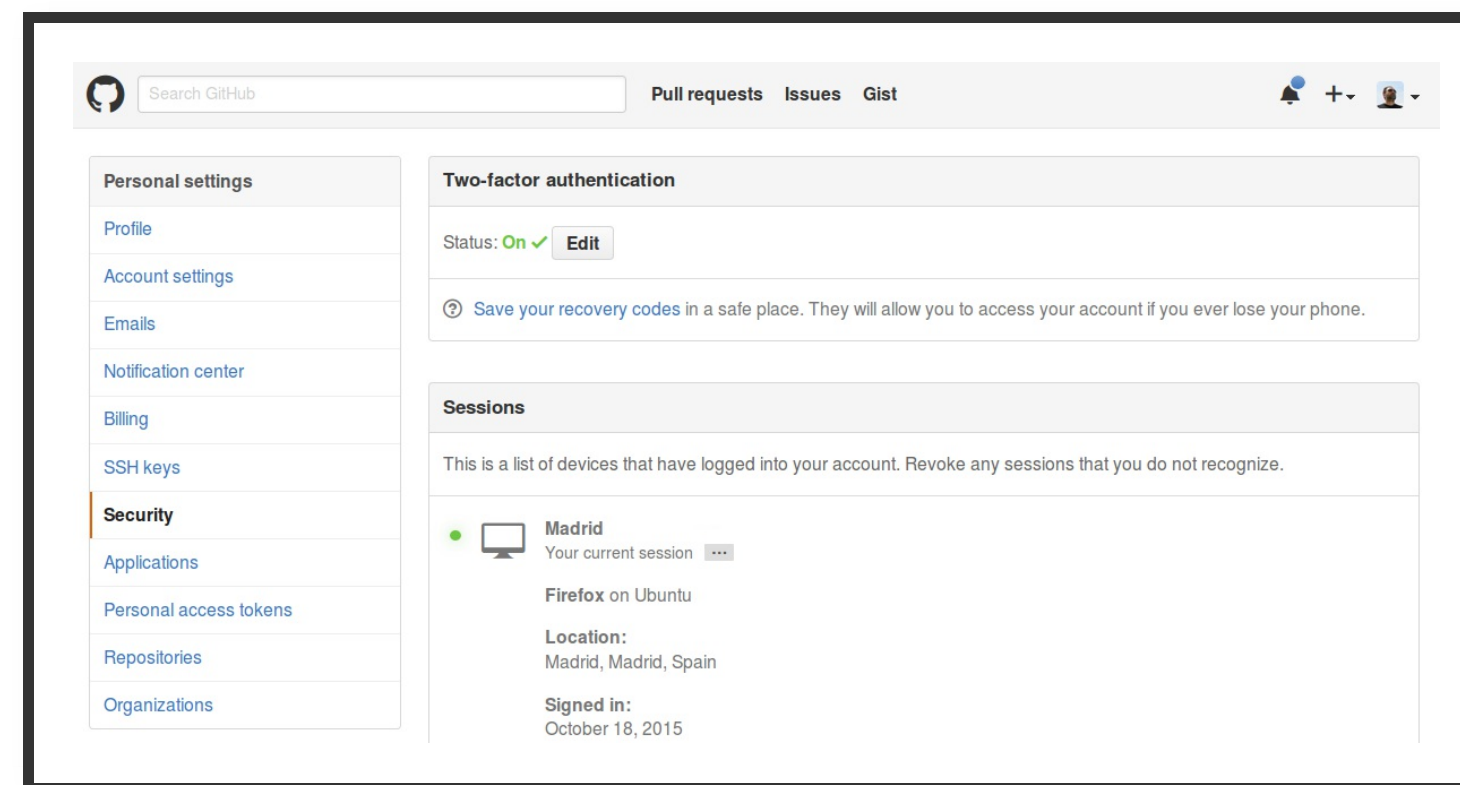 Search GitHub
Pull requests Issues Gist
Personal settings
Profile
Account settings
Emails
Notification center
Billing
SSH keys
Security
Applications
Personal access tokens
Repositories
Organizations
Two-factor authentication
Status: On ✓ Edit
Save your recovery codes in a safe place. They will allow you to access your account if you ever lose your phone.
Sessions
This is a list of devices that have logged into your account. Revoke any sessions that you do not recognize.
Madrid
Your current session ...
Firefox on Ubuntu
Location:
Madrid, Madrid, Spain
Signed in:
October 18, 2015